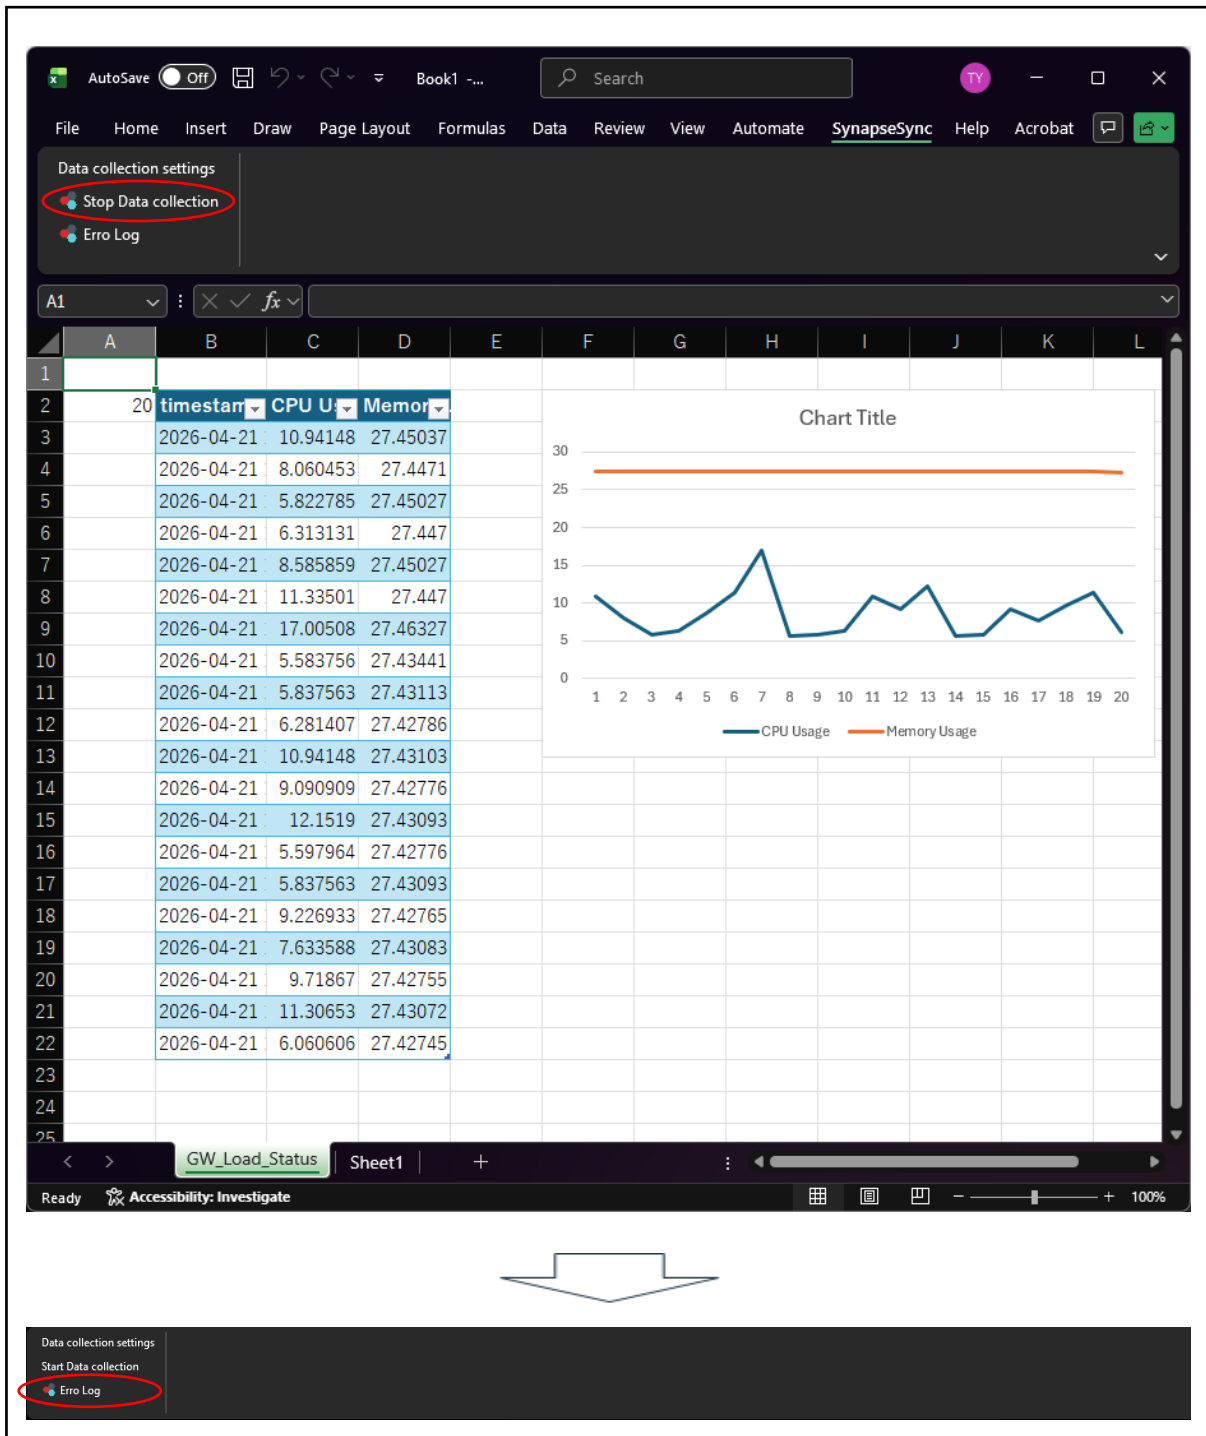 AutoSave Off Book1 -... Search TY
File Home Insert Draw Page Layout Formulas Data Review View Automate SynapseSync Help Acrobat
Data collection settings
Stop Data collection
Erro Log
A1 fx
A B C D E F G H I J K L
1
2 20 timestam CPU U Memor
3 2026-04-21 10.94148 27.45037
4 2026-04-21 8.060453 27.4471
5 2026-04-21 5.822785 27.45027
6 2026-04-21 6.313131 27.447
7 2026-04-21 8.585859 27.45027
8 2026-04-21 11.33501 27.447
9 2026-04-21 17.00508 27.46327
10 2026-04-21 5.583756 27.43441
11 2026-04-21 5.837563 27.43113
12 2026-04-21 6.281407 27.42786
13 2026-04-21 10.94148 27.43103
14 2026-04-21 9.090909 27.42776
15 2026-04-21 12.1519 27.43093
16 2026-04-21 5.597964 27.42776
17 2026-04-21 5.837563 27.43093
18 2026-04-21 9.226933 27.42765
19 2026-04-21 7.633588 27.43083
20 2026-04-21 9.71867 27.42755
21 2026-04-21 11.30653 27.43072
22 2026-04-21 6.060606 27.42745
23
24
25
Chart Title
30
25
20
15
10
5
0
1 2 3 4 5 6 7 8 9 10 11 12 13 14 15 16 17 18 19 20
CPU Usage Memory Usage
GW_Load_Status Sheet1
Ready Accessibility: Investigate 100%
Data collection settings
Start Data collection
Erro Log